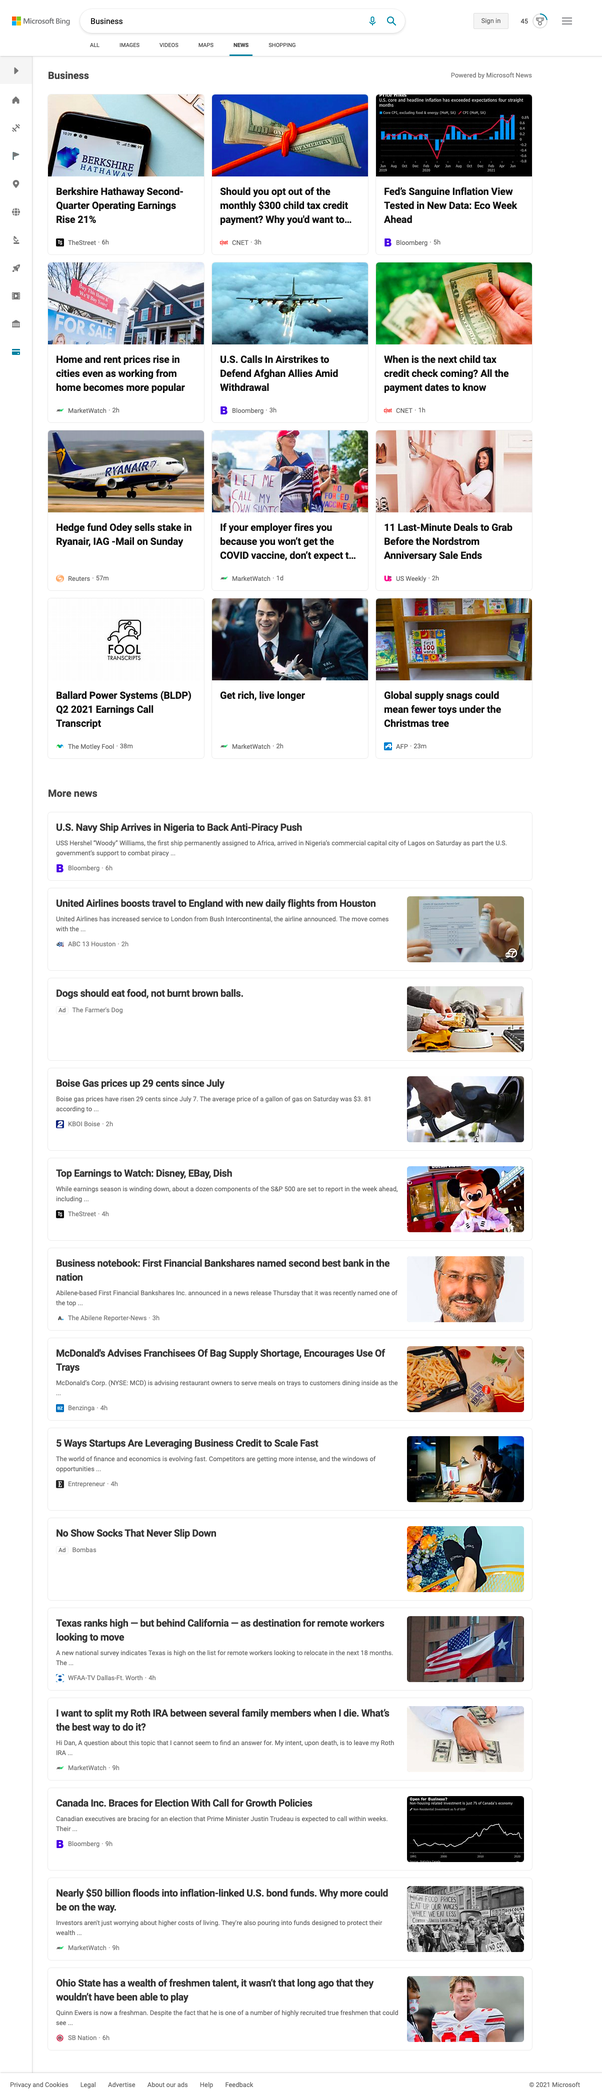 Microsoft Bing
Business
Sign in
45
ALL IMAGES VIDEOS MAPS NEWS SHOPPING
Business
Powered by Microsoft News
BERKSHIRE
HATHAWAY
Berkshire Hathaway Second-
Quarter Operating Earnings
Rise 21%
TheStreet · 6h
Should you opt out of the
monthly $300 child tax credit
payment? Why you'd want to…
CNET · 3h
U.S. core and headline inflation has exceeded expectations four straight
months
Fed's Sanguine Inflation View
Tested in New Data: Eco Week
Ahead
Bloomberg · 5h
FOR SALE
Home and rent prices rise in
cities even as working from
home becomes more popular
MarketWatch · 2h
U.S. Calls In Airstrikes to
Defend Afghan Allies Amid
Withdrawal
Bloomberg · 3h
When is the next child tax
credit check coming? All the
payment dates to know
CNET · 1h
RYANAIR
Hedge fund Odey sells stake in
Ryanair, IAG -Mail on Sunday
Reuters · 57m
LET ME
CALL MY
OWN SHOTS
If your employer fires you
because you won't get the
COVID vaccine, don't expect t…
MarketWatch · 1d
11 Last-Minute Deals to Grab
Before the Nordstrom
Anniversary Sale Ends
US Weekly · 2h
FOOL
TRANSCRIPTS
Ballard Power Systems (BLDP)
Q2 2021 Earnings Call
Transcript
The Motley Fool · 38m
Get rich, live longer
MarketWatch · 2h
first
100
words
Global supply snags could
mean fewer toys under the
Christmas tree
AFP · 23m
More news
U.S. Navy Ship Arrives in Nigeria to Back Anti-Piracy Push
USS Hershel "Woody" Williams, the first ship permanently assigned to Africa, arrived in Nigeria's commercial capital city of Lagos on Saturday as part the U.S.
government's support to combat piracy ...
Bloomberg · 6h
United Airlines boosts travel to England with new daily flights from Houston
United Airlines has increased service to London from Bush Intercontinental, the airline announced. The move comes
with the ...
ABC 13 Houston · 2h
Dogs should eat food, not burnt brown balls.
Ad The Farmer's Dog
Boise Gas prices up 29 cents since July
Boise gas prices have risen 29 cents since July 7. The average price of a gallon of gas on Saturday was $3. 81
according to ...
KBOI Boise · 2h
Top Earnings to Watch: Disney, EBay, Dish
While earnings season is winding down, about a dozen components of the S&P 500 are set to report in the week ahead,
including ...
TheStreet · 4h
Business notebook: First Financial Bankshares named second best bank in the
nation
Abilene-based First Financial Bankshares Inc. announced in a news release Thursday that it was recently named one of
the top ...
The Abilene Reporter-News · 3h
McDonald's Advises Franchisees Of Bag Supply Shortage, Encourages Use Of
Trays
McDonald's Corp. (NYSE: MCD) is advising restaurant owners to serve meals on trays to customers dining inside as the
...
Benzinga · 4h
5 Ways Startups Are Leveraging Business Credit to Scale Fast
The world of finance and economics is evolving fast. Competitors are getting more intense, and the windows of
opportunities ...
Entrepreneur · 4h
No Show Socks That Never Slip Down
Ad Bombas
Texas ranks high — but behind California — as destination for remote workers
looking to move
A new national survey indicates Texas is high on the list for remote workers looking to relocate in the next 18 months.
The ...
WFAA-TV Dallas-Ft. Worth · 4h
I want to split my Roth IRA between several family members when I die. What's
the best way to do it?
Hi Dan, A question about this topic that I cannot seem to find an answer for. My intent, upon death, is to leave my Roth
IRA ...
MarketWatch · 9h
Canada Inc. Braces for Election With Call for Growth Policies
Canadian executives are bracing for an election that Prime Minister Justin Trudeau is expected to call within weeks.
Their ...
Bloomberg · 9h
Open for Business?
Nearly $50 billion floods into inflation-linked U.S. bond funds. Why more could
be on the way.
Investors aren't just worrying about higher costs of living. They're also pouring into funds designed to protect their
wealth ...
MarketWatch · 9h
Ohio State has a wealth of freshmen talent, it wasn't that long ago that they
wouldn't have been able to play
Quinn Ewers is now a freshman. Despite the fact that he is one of a number of highly recruited true freshmen that could
see ...
SB Nation · 6h
Privacy and Cookies Legal Advertise About our ads Help Feedback
© 2021 Microsoft